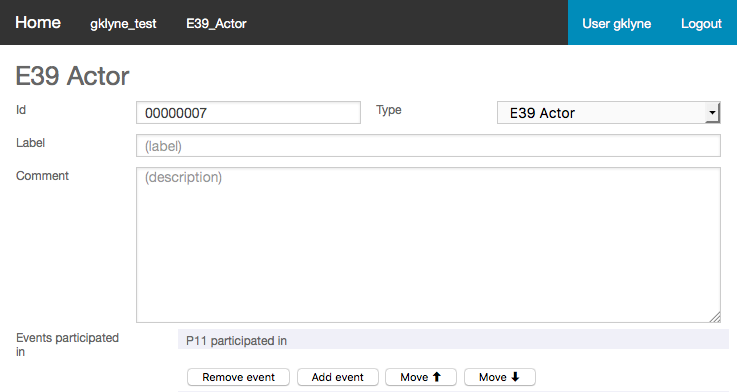 Home gklyne_test E39_Actor User gklyne Logout
E39 Actor
Id 00000007 Type E39 Actor
Label (label)
Comment (description)
Events participated in P11 participated in
Remove event Add event Move ⬆ Move ⬇